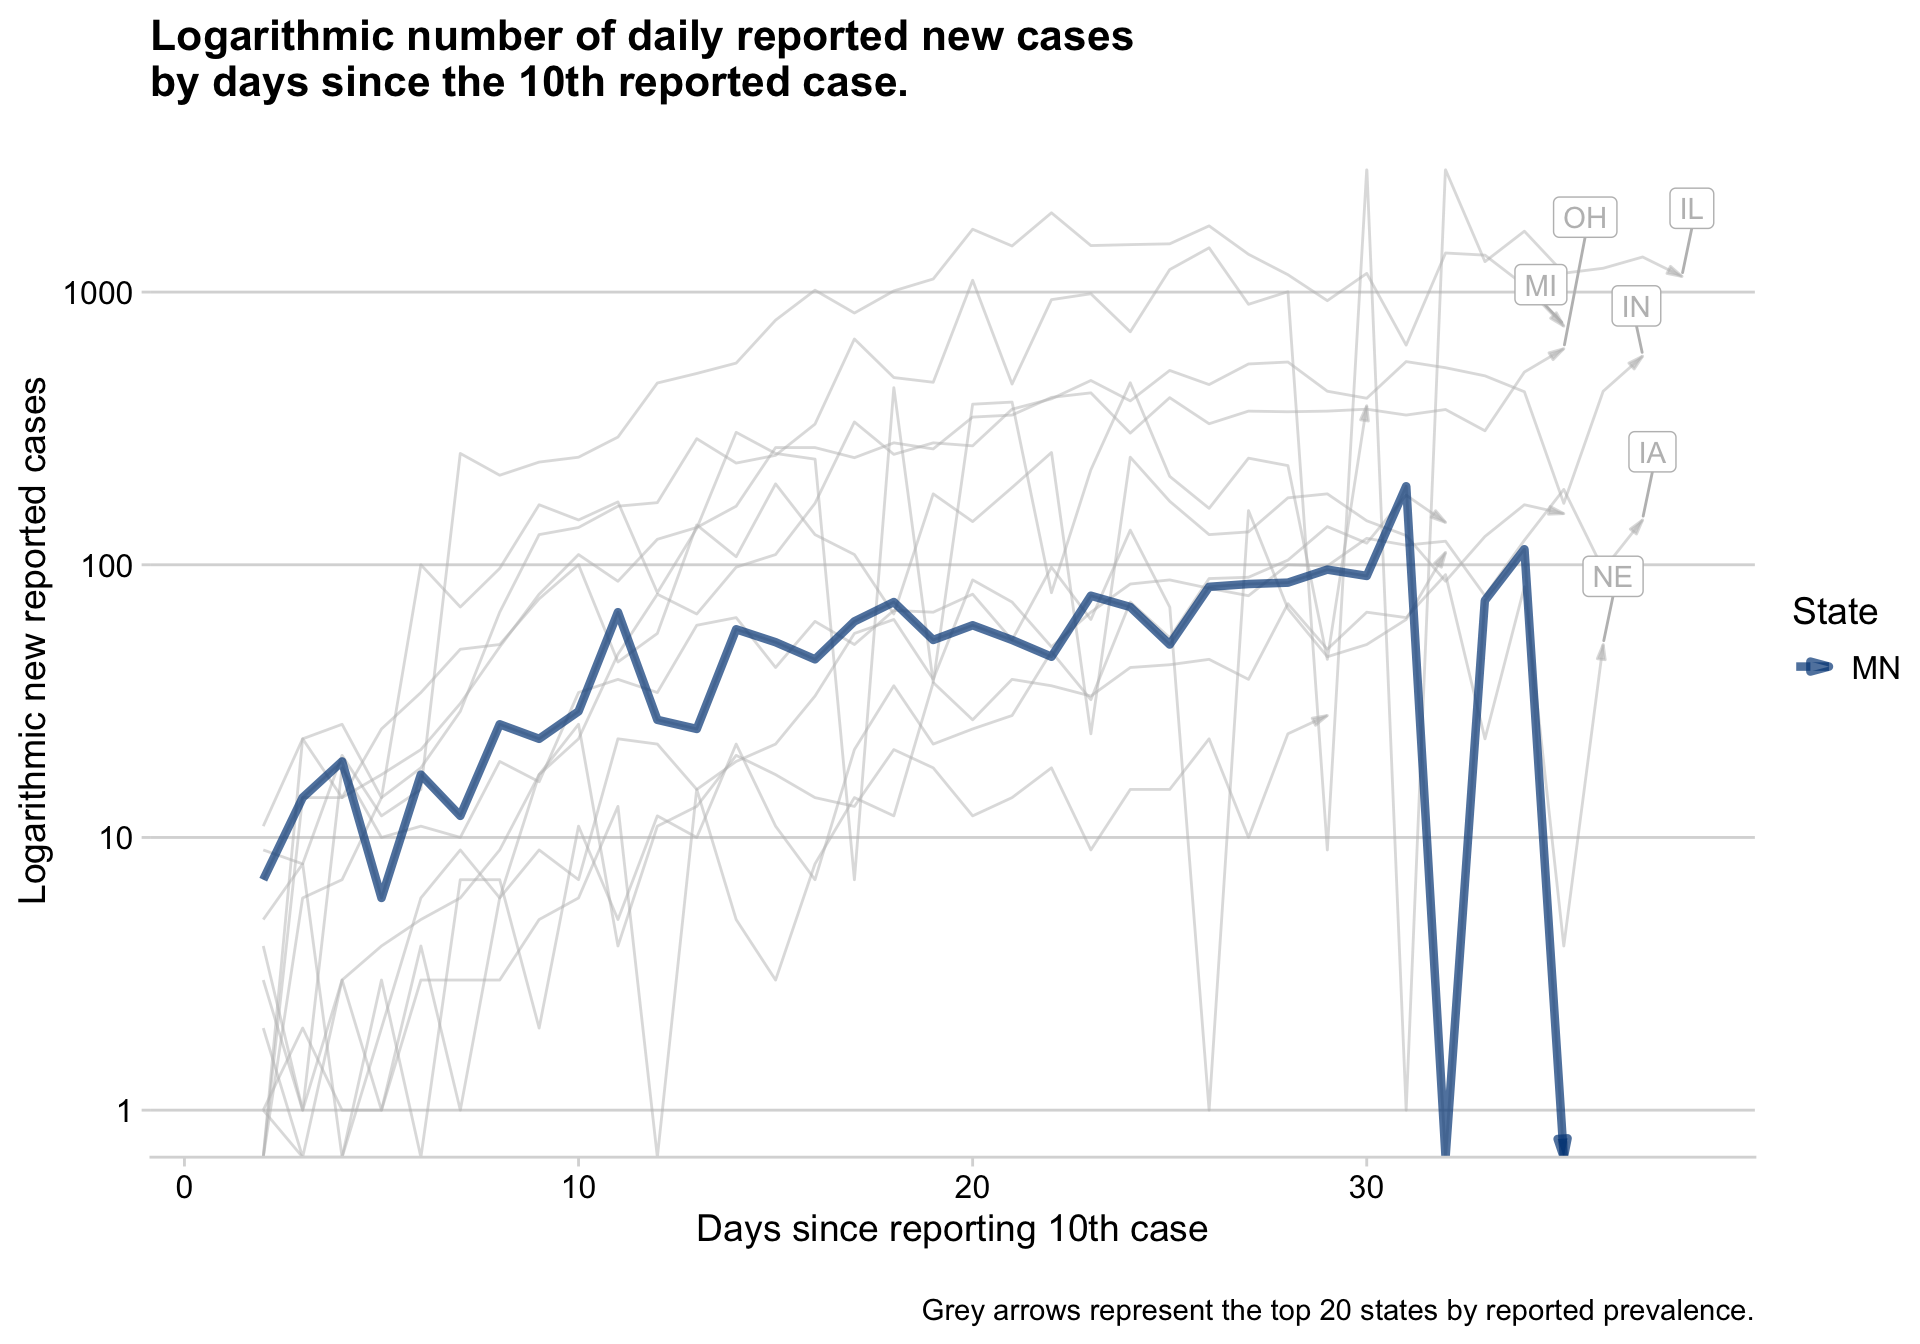 Logarithmic number of daily reported new cases
by days since the 10th reported case.
Logarithmic new reported cases
1000
100
10
1
OH
IL
MI
IN
IA
NE
State
MN
0
10
20
30
Days since reporting 10th case
Grey arrows represent the top 20 states by reported prevalence.